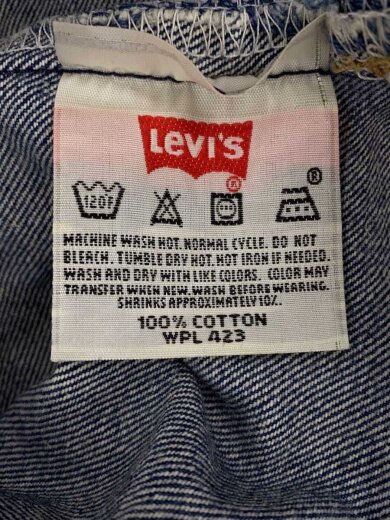 Levi's
®
120F
®
MACHINE WASH HOT. NORMAL CYCLE. DO NOT
BLEACH. TUMBLE DRY HOT. HOT IRON IF NEEDED.
WASH AND DRY WITH LIKE COLORS. COLOR MAY
TRANSFER WHEN NEW. WASH BEFORE WEARING.
SHRINKS APPROXIMATELY 10%.
100% COTTON
WPL 423